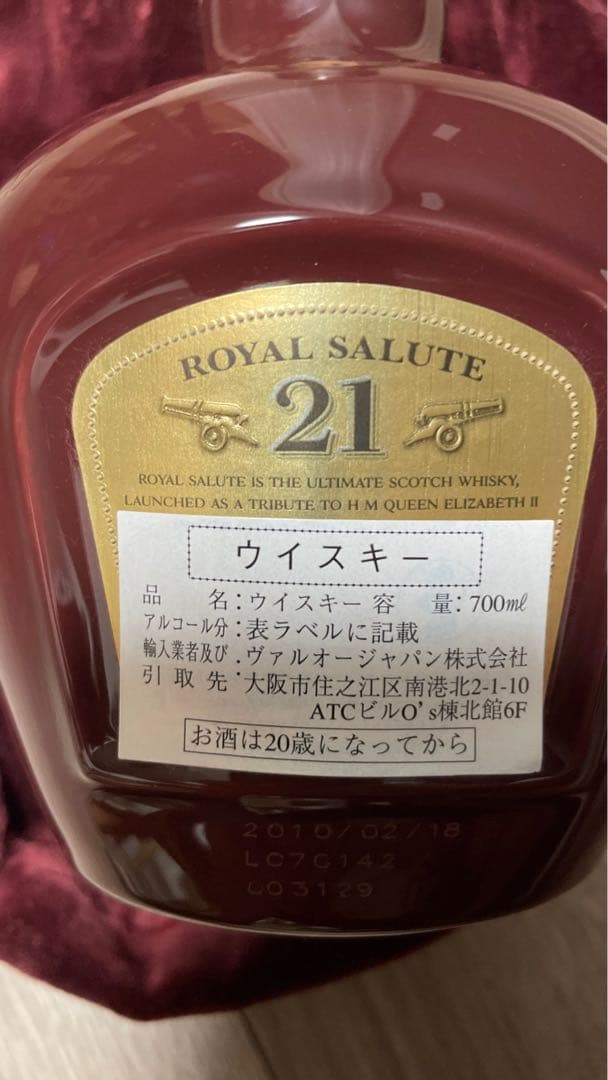 ROYAL SALUTE
21
ROYAL SALUTE IS THE ULTIMATE SCOTCH WHISKY,
LAUNCHED AS A TRIBUTE TO H M QUEEN ELIZABETH II
ウイスキー
品名:ウイスキー 容量:700mℓ
アルコール分:表ラベルに記載
輸入業者及び引取先:ヴァルオージャパン株式会社
大阪市住之江区南港北2-1-10
ATCビルO's棟北館6F
お酒は20歳になってから
2010/02/18
LC7C142
003129